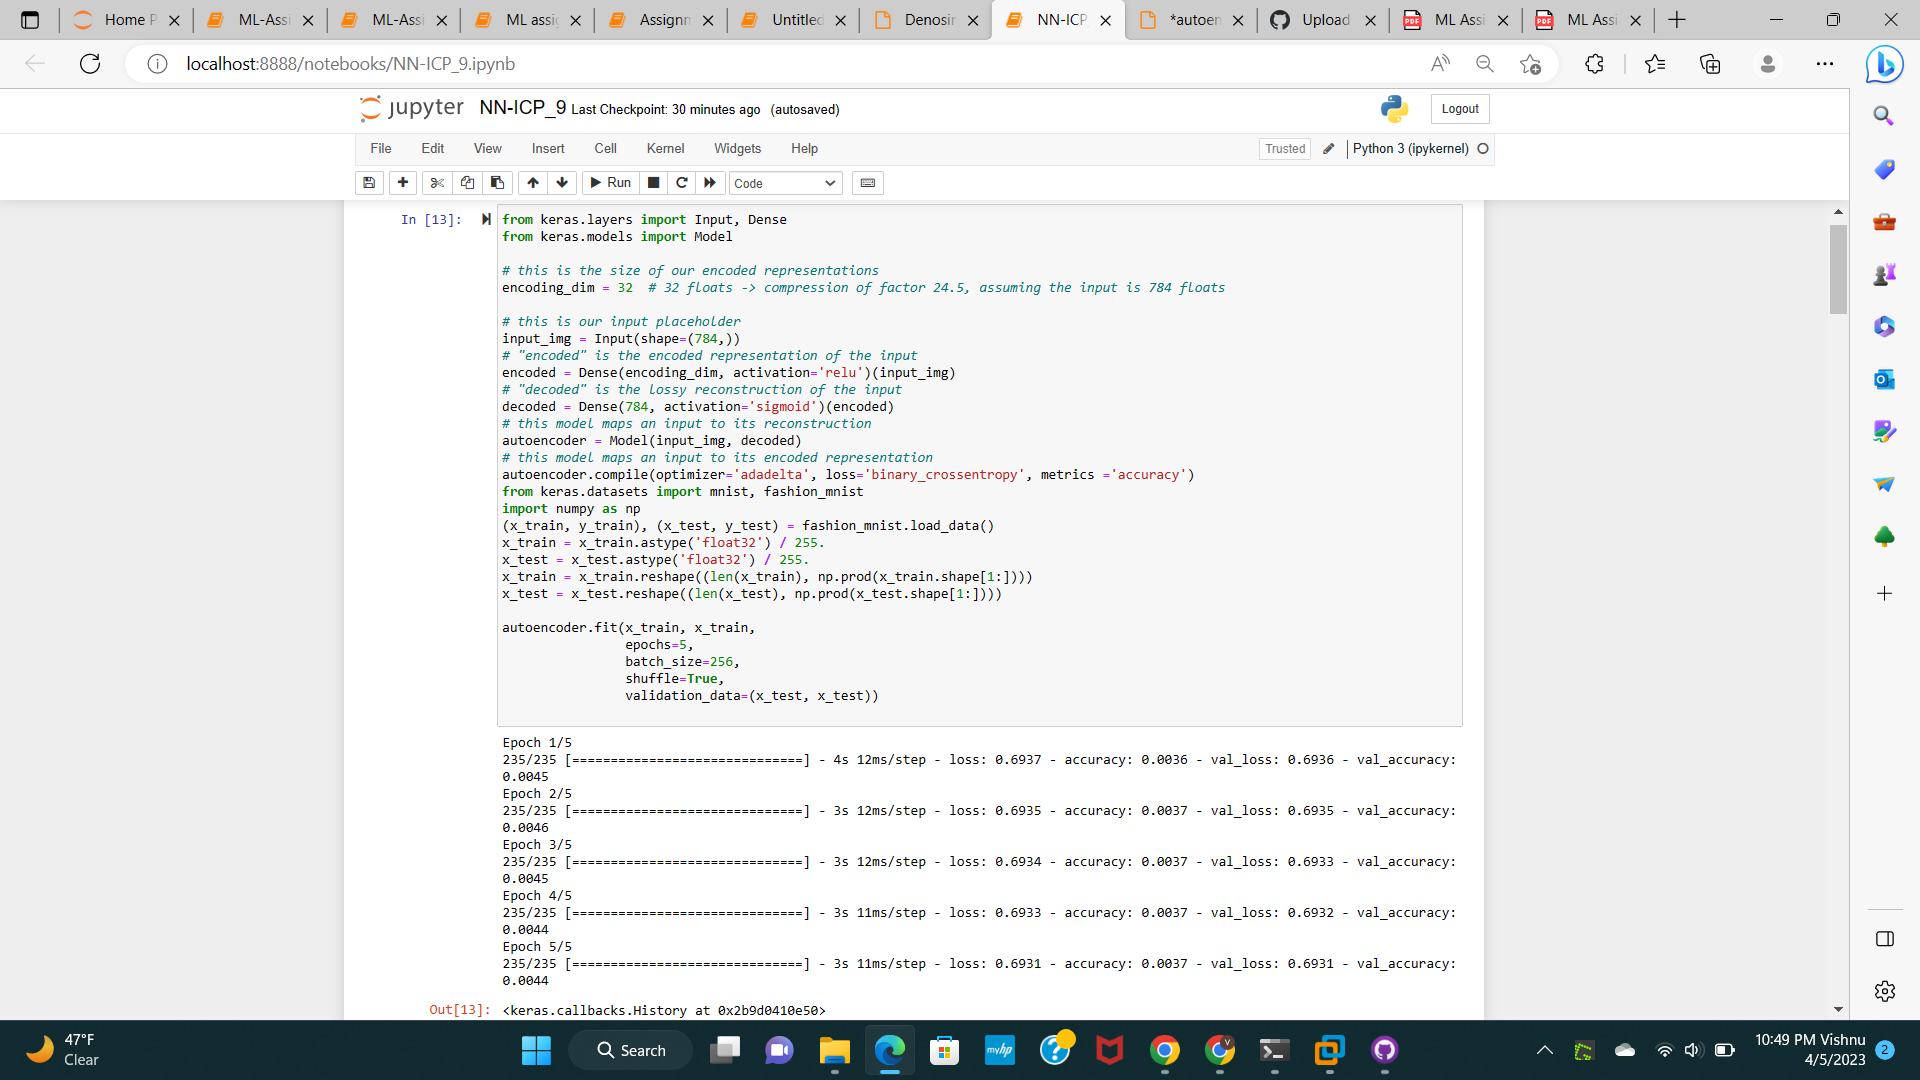 Home P
ML-Assi
ML-Assi
ML assig
Assignm
Untitled
Denosin
NN-ICP
*autoen
Upload
ML Assi
ML Assi
localhost:8888/notebooks/NN-ICP_9.ipynb
jupyter NN-ICP_9 Last Checkpoint: 30 minutes ago (autosaved)
Logout
File Edit View Insert Cell Kernel Widgets Help
Trusted
Python 3 (ipykernel)
Run
Code
In [13]:
from keras.layers import Input, Dense
from keras.models import Model
# this is the size of our encoded representations
encoding_dim = 32  # 32 floats -> compression of factor 24.5, assuming the input is 784 floats
# this is our input placeholder
input_img = Input(shape=(784,))
# "encoded" is the encoded representation of the input
encoded = Dense(encoding_dim, activation='relu')(input_img)
# "decoded" is the lossy reconstruction of the input
decoded = Dense(784, activation='sigmoid')(encoded)
# this model maps an input to its reconstruction
autoencoder = Model(input_img, decoded)
# this model maps an input to its encoded representation
autoencoder.compile(optimizer='adadelta', loss='binary_crossentropy', metrics ='accuracy')
from keras.datasets import mnist, fashion_mnist
import numpy as np
(x_train, y_train), (x_test, y_test) = fashion_mnist.load_data()
x_train = x_train.astype('float32') / 255.
x_test = x_test.astype('float32') / 255.
x_train = x_train.reshape((len(x_train), np.prod(x_train.shape[1:])))
x_test = x_test.reshape((len(x_test), np.prod(x_test.shape[1:])))
autoencoder.fit(x_train, x_train,
epochs=5,
batch_size=256,
shuffle=True,
validation_data=(x_test, x_test))
Epoch 1/5
235/235 [==============================] - 4s 12ms/step - loss: 0.6937 - accuracy: 0.0036 - val_loss: 0.6936 - val_accuracy:
0.0045
Epoch 2/5
235/235 [==============================] - 3s 12ms/step - loss: 0.6935 - accuracy: 0.0037 - val_loss: 0.6935 - val_accuracy:
0.0046
Epoch 3/5
235/235 [==============================] - 3s 12ms/step - loss: 0.6934 - accuracy: 0.0037 - val_loss: 0.6933 - val_accuracy:
0.0045
Epoch 4/5
235/235 [==============================] - 3s 11ms/step - loss: 0.6933 - accuracy: 0.0037 - val_loss: 0.6932 - val_accuracy:
0.0044
Epoch 5/5
235/235 [==============================] - 3s 11ms/step - loss: 0.6931 - accuracy: 0.0037 - val_loss: 0.6931 - val_accuracy:
0.0044
Out[13]: <keras.callbacks.History at 0x2b9d0410e50>
47°F
Clear
Search
myhp
10:49 PM Vishnu
4/5/2023
2